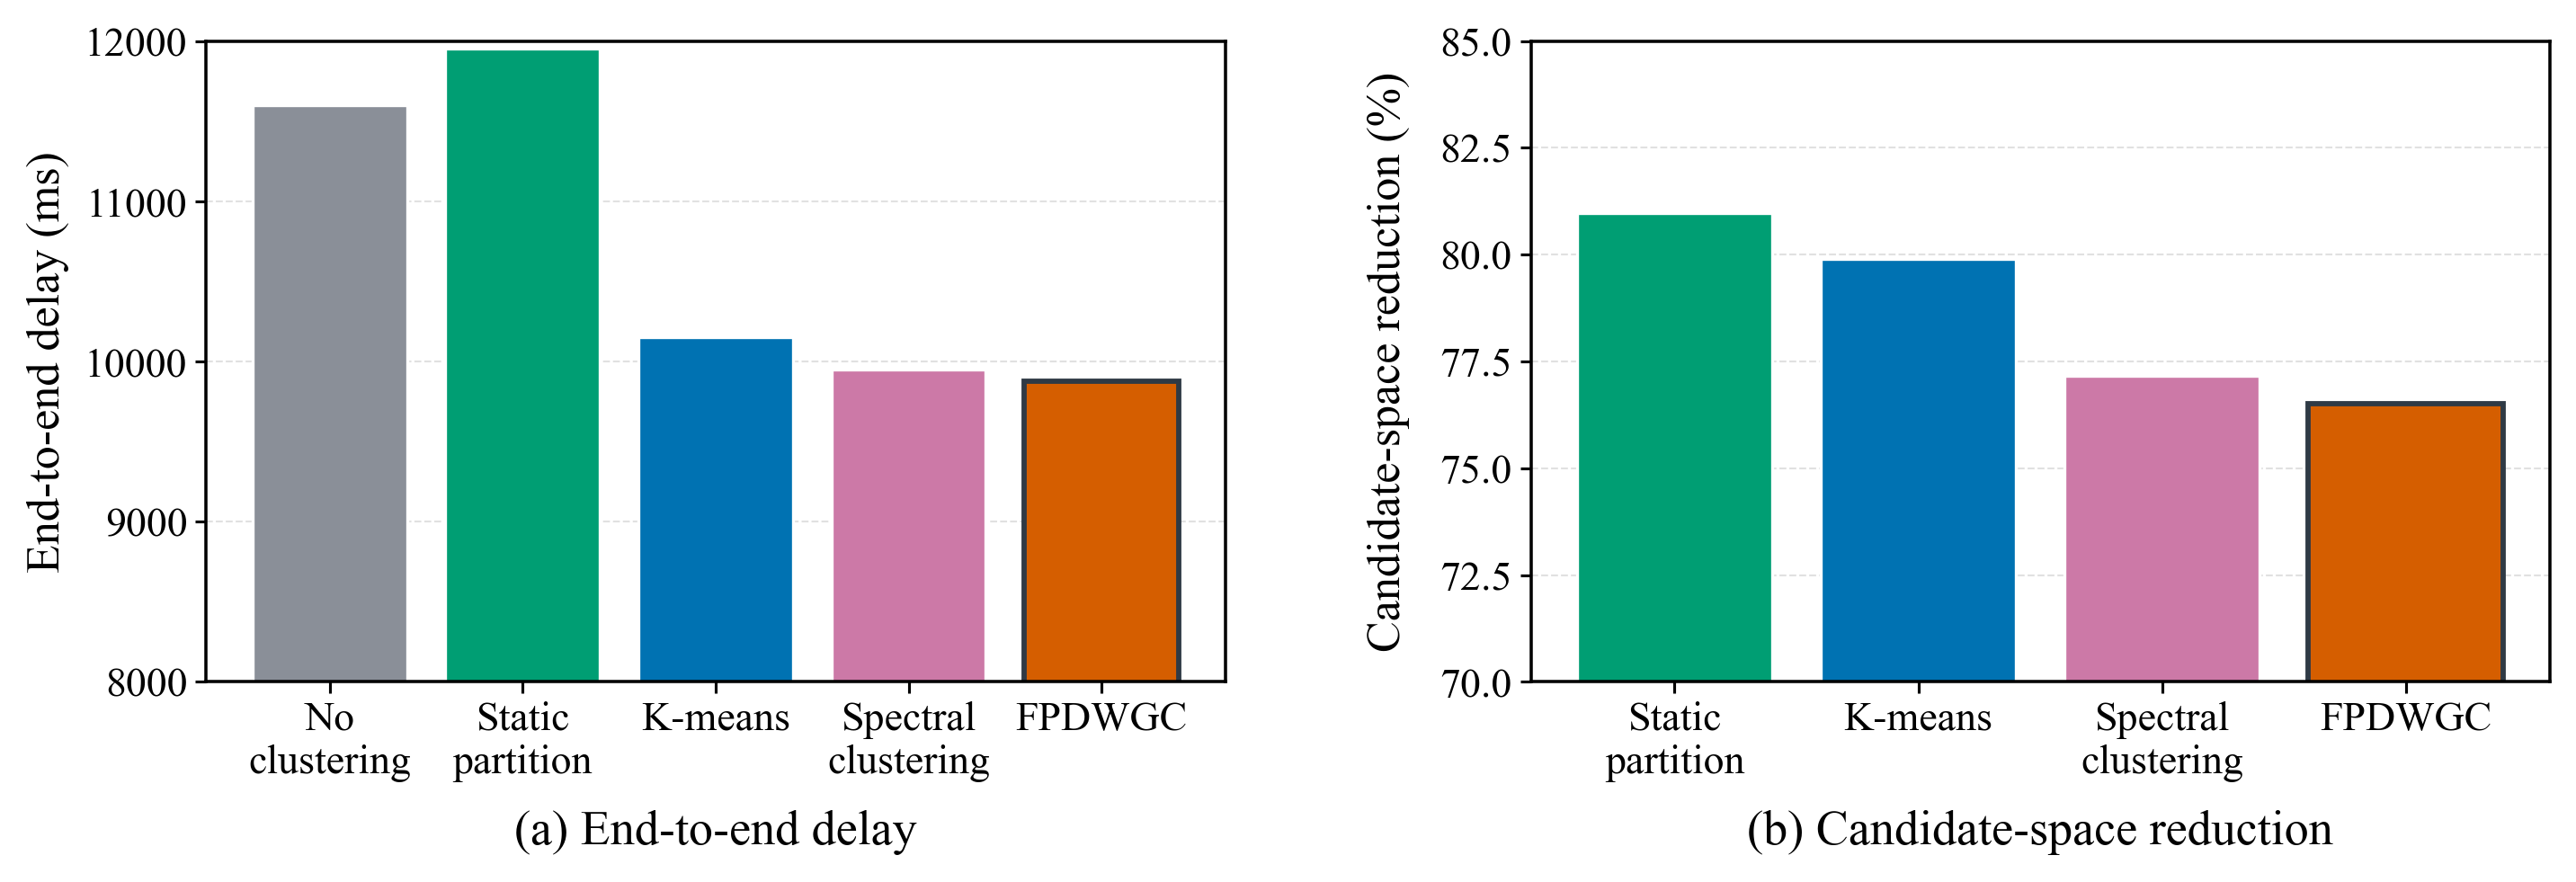 End-to-end delay (ms)
12000
11000
10000
9000
8000
No
clustering
Static
partition
K-means
Spectral
clustering
FPDWGC
(a) End-to-end delay
Candidate-space reduction (%)
85.0
82.5
80.0
77.5
75.0
72.5
70.0
Static
partition
K-means
Spectral
clustering
FPDWGC
(b) Candidate-space reduction